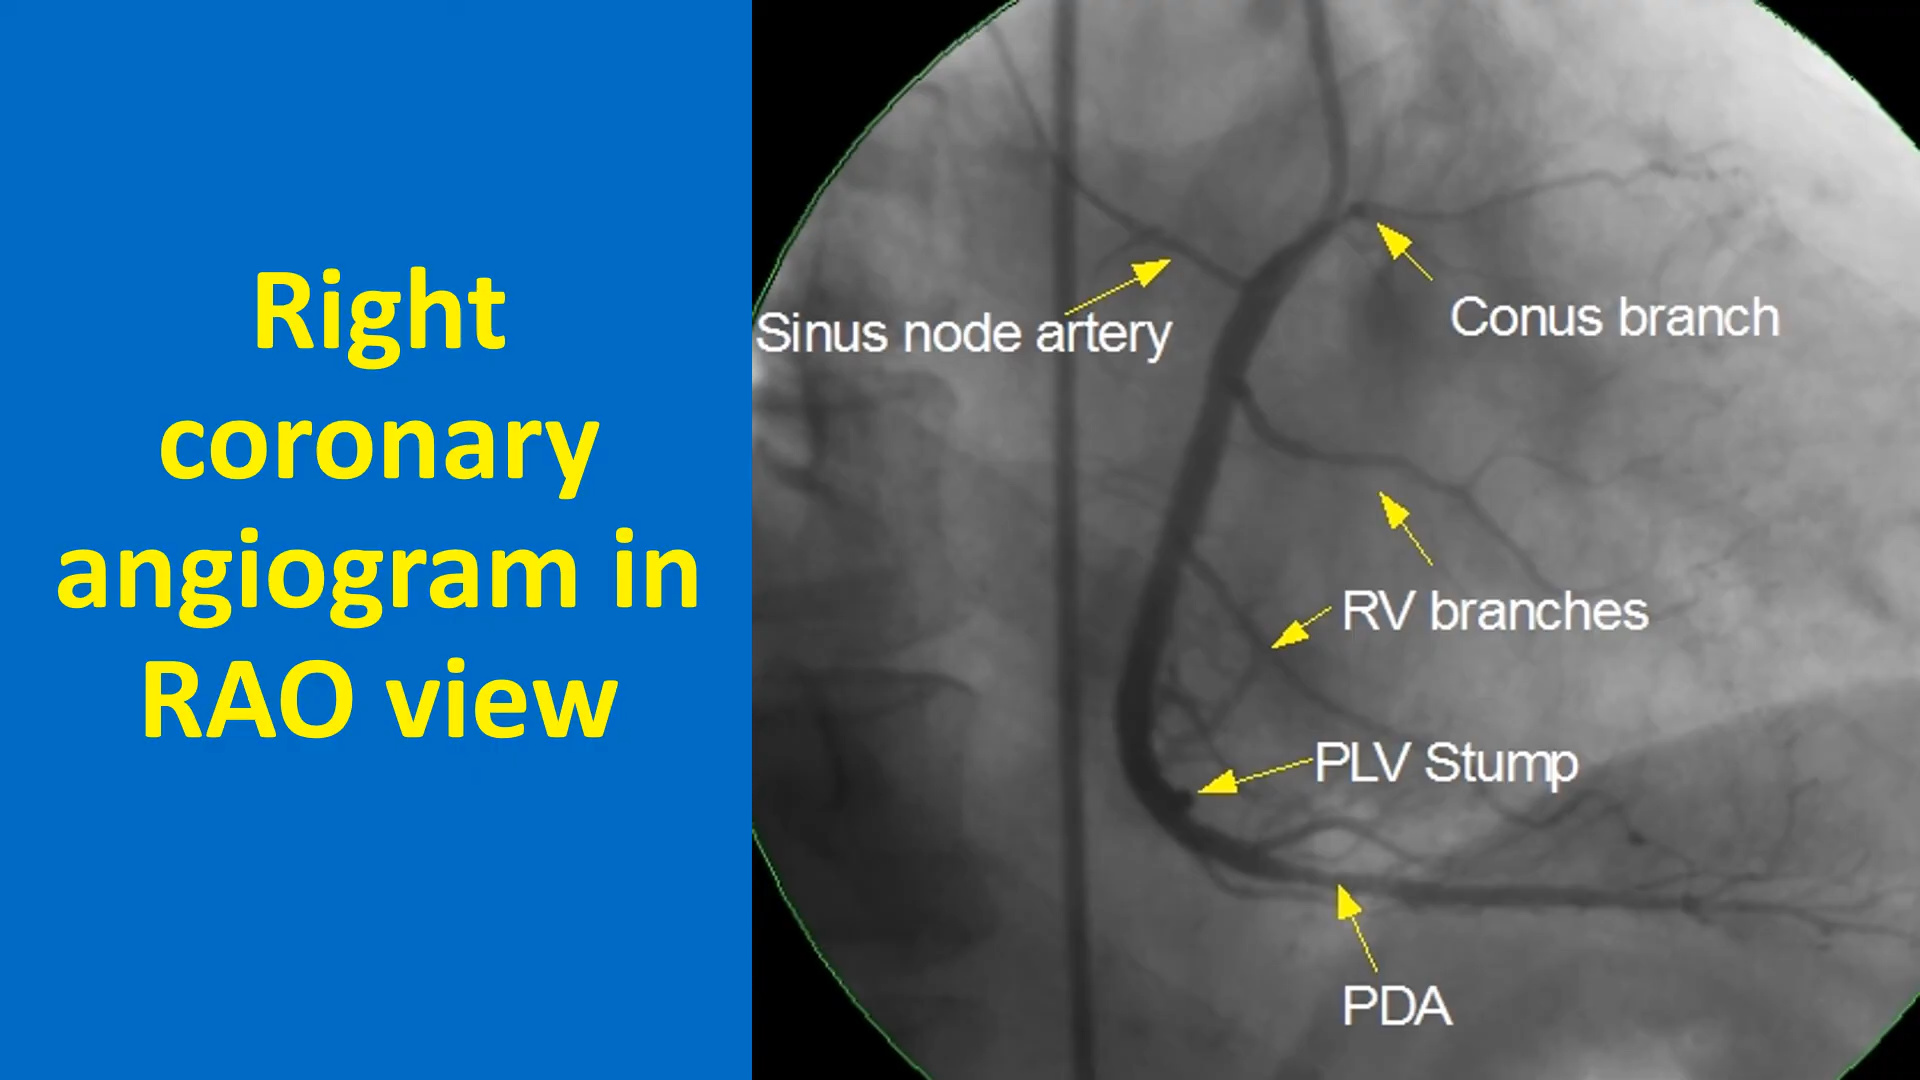 Right
coronary
angiogram in
RAO view
Sinus node artery
Conus branch
RV branches
PLV Stump
PDA